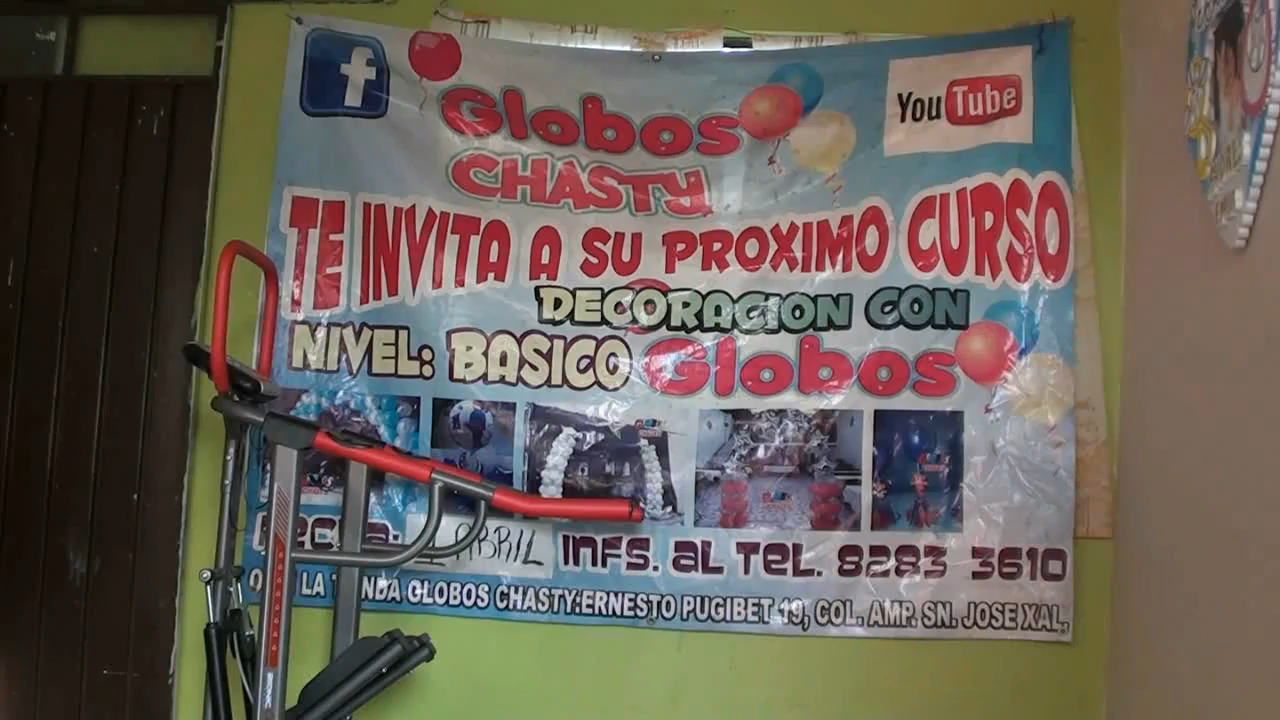 f
Globos
YouTube
CHASTY
TE INVITA A SU PROXIMO CURSO
DECORACION CON
NIVEL: BASICO Globos
ABRIL INFS. AL TEL. 8283 3610
LA GLOBOS CHASTY:ERNESTO PUGIBET 19, COL. AMP. SN. JOSE XAL.